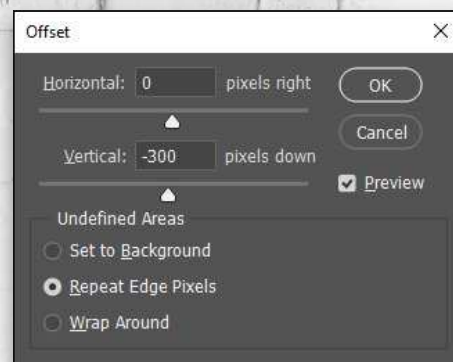 Offset
Horizontal: 0 pixels right
OK
Cancel
Vertical: -300 pixels down
Preview
Undefined Areas
Set to Background
Repeat Edge Pixels
Wrap Around